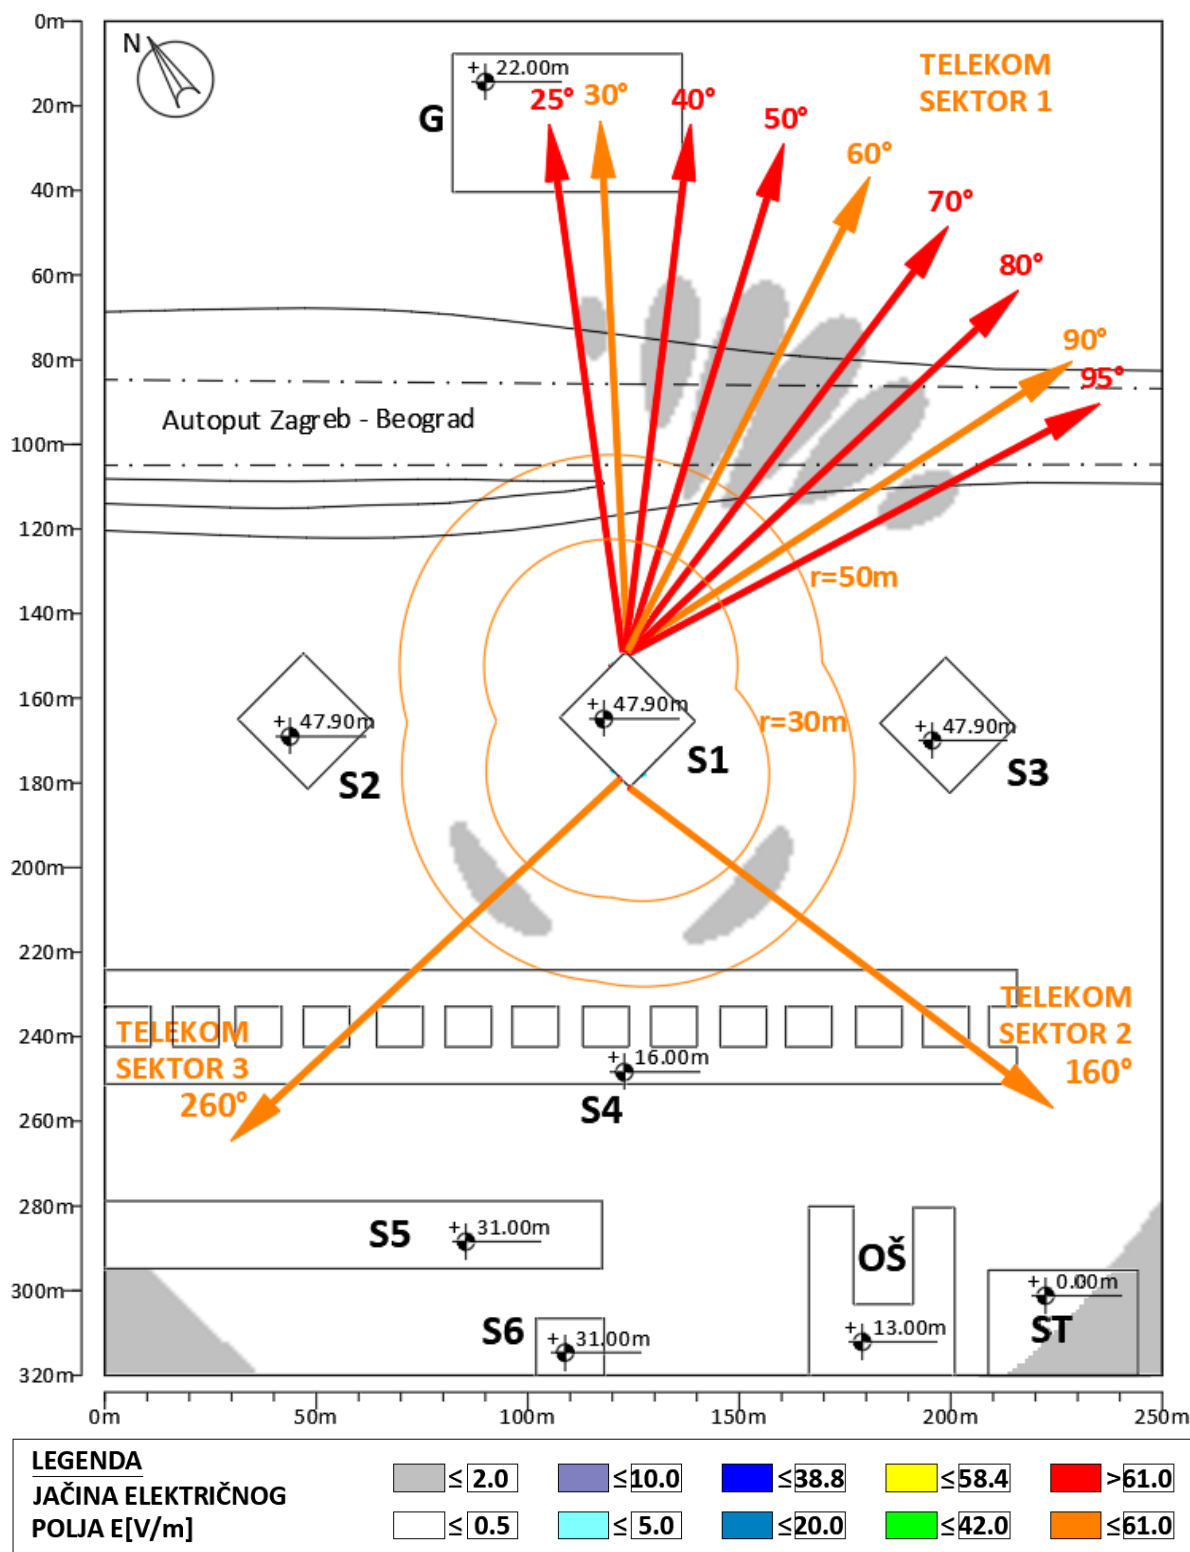 0m
N
TELEKOM
SEKTOR 1
+ 22.00m
20m
25°
30°
40°
50°
G
60°
40m
70°
60m
80°
80m
90°
95°
Autoput Zagreb - Beograd
100m
120m
r=50m
140m
160m
+ 47.90m
+ 47.90m
+ 47.90m
r=30m
S2
S1
S3
180m
200m
220m
TELEKOM
SEKTOR 2
160°
TELEKOM
SEKTOR 3
260°
240m
+ 16.00m
S4
260m
280m
S5
+ 31.00m
OŠ
300m
+ 0.00m
ST
S6
+ 31.00m
+ 13.00m
320m
0m 50m 100m 150m 200m 250m
LEGENDA
JAČINA ELEKTRIČNOG
POLJA E[V/m]
≤ 2.0 ≤10.0 ≤38.8 ≤58.4 >61.0
≤ 0.5 ≤ 5.0 ≤20.0 ≤42.0 ≤61.0